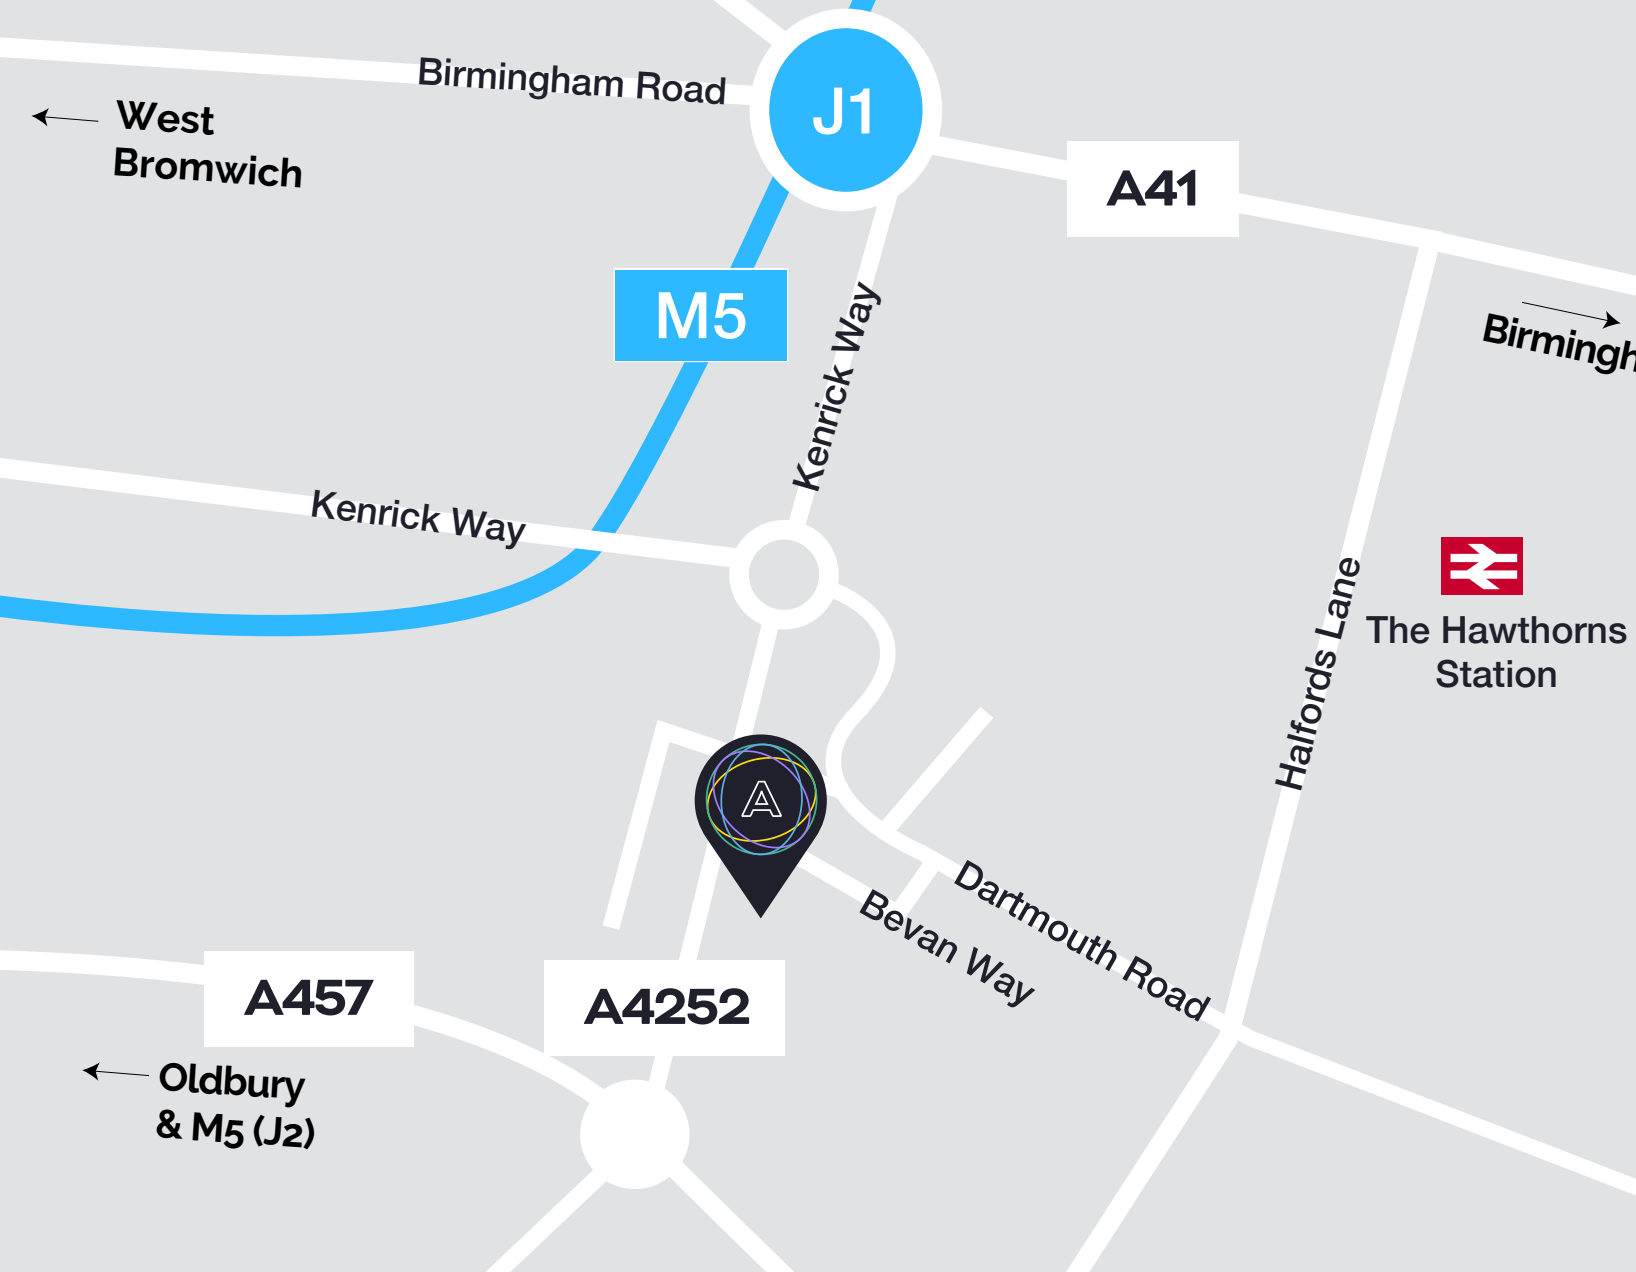 Birmingham Road
J1
West
Bromwich
A41
M5
Kenrick Way
Birmingh
Kenrick Way
The Hawthorns
Station
Halfords Lane
A
Dartmouth Road
Bevan Way
A457
A4252
Oldbury
& M5 (J2)